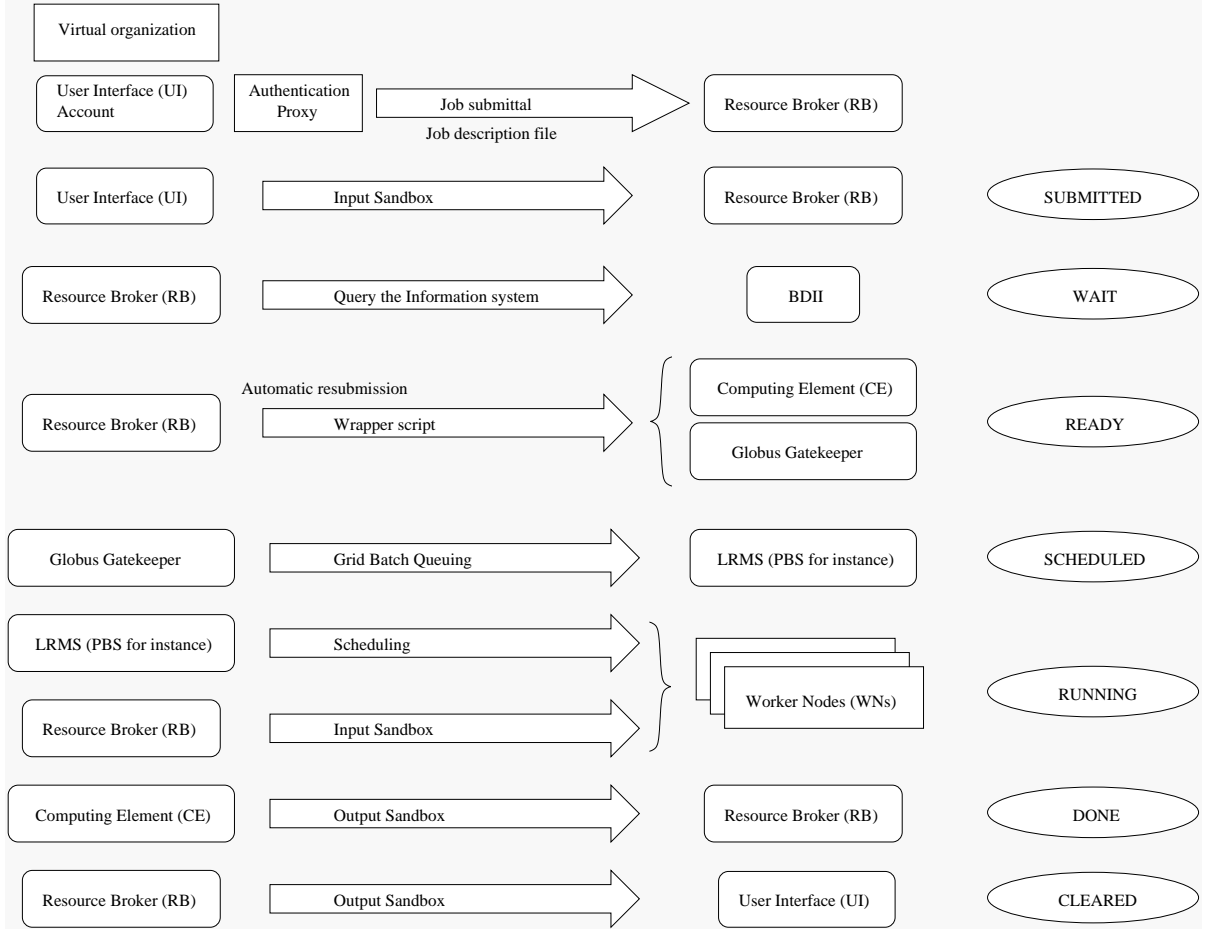 Virtual organization
User Interface (UI)
Account
Authentication
Proxy
Job submittal
Job description file
Resource Broker (RB)
User Interface (UI)
Input Sandbox
Resource Broker (RB)
SUBMITTED
Resource Broker (RB)
Query the Information system
BDII
WAIT
Automatic resubmission
Resource Broker (RB)
Wrapper script
Computing Element (CE)
Globus Gatekeeper
READY
Globus Gatekeeper
Grid Batch Queuing
LRMS (PBS for instance)
SCHEDULED
LRMS (PBS for instance)
Scheduling
Resource Broker (RB)
Input Sandbox
Worker Nodes (WNs)
RUNNING
Computing Element (CE)
Output Sandbox
Resource Broker (RB)
DONE
Resource Broker (RB)
Output Sandbox
User Interface (UI)
CLEARED